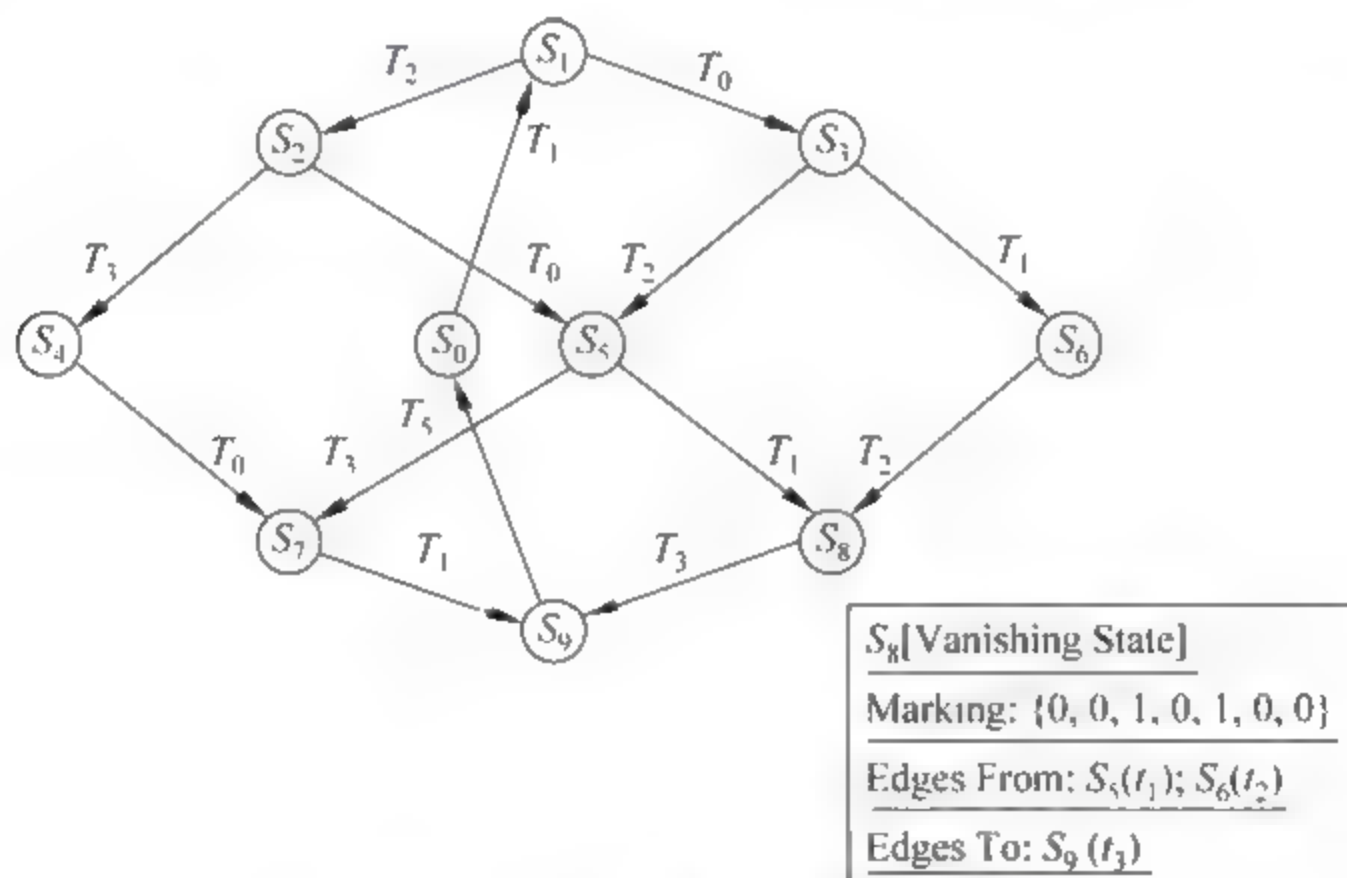 S₁
T₂
T₀
S₂
T₁
S₃
T₃
T₀
T₂
T₁
S₄
S₀
S₅
S₆
T₅
T₀
T₃
T₁
T₂
S₇
T₁
T₃
S₈
S₉
S₈[Vanishing State]
Marking: {0, 0, 1, 0, 1, 0, 0}
Edges From: S₅(t₁); S₆(t₂)
Edges To: S₉ (t₃)